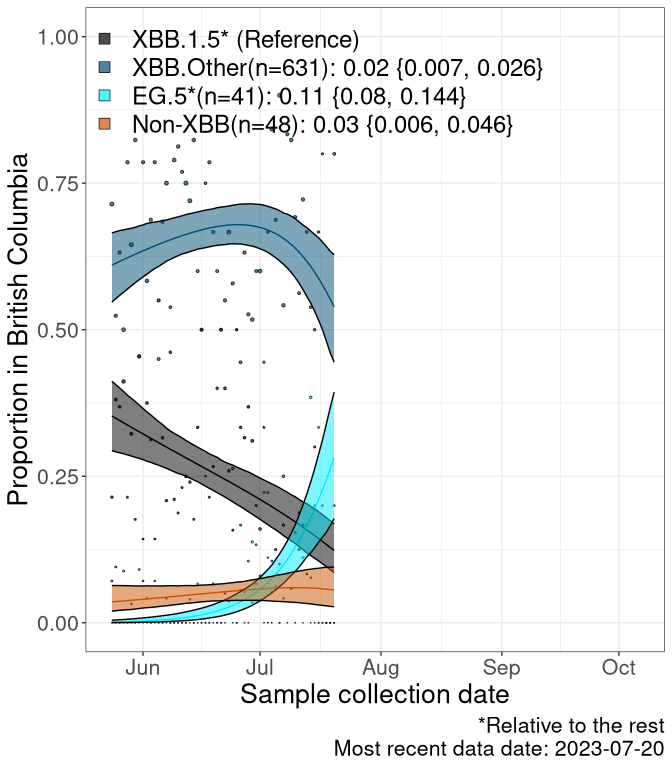 1.00
0.75
0.50
0.25
0.00
Proportion in British Columbia
XBB.1.5* (Reference)
XBB.Other(n=631): 0.02 {0.007, 0.026}
EG.5*(n=41): 0.11 {0.08, 0.144}
Non-XBB(n=48): 0.03 {0.006, 0.046}
Jun Jul Aug Sep Oct
Sample collection date
*Relative to the rest
Most recent data date: 2023-07-20